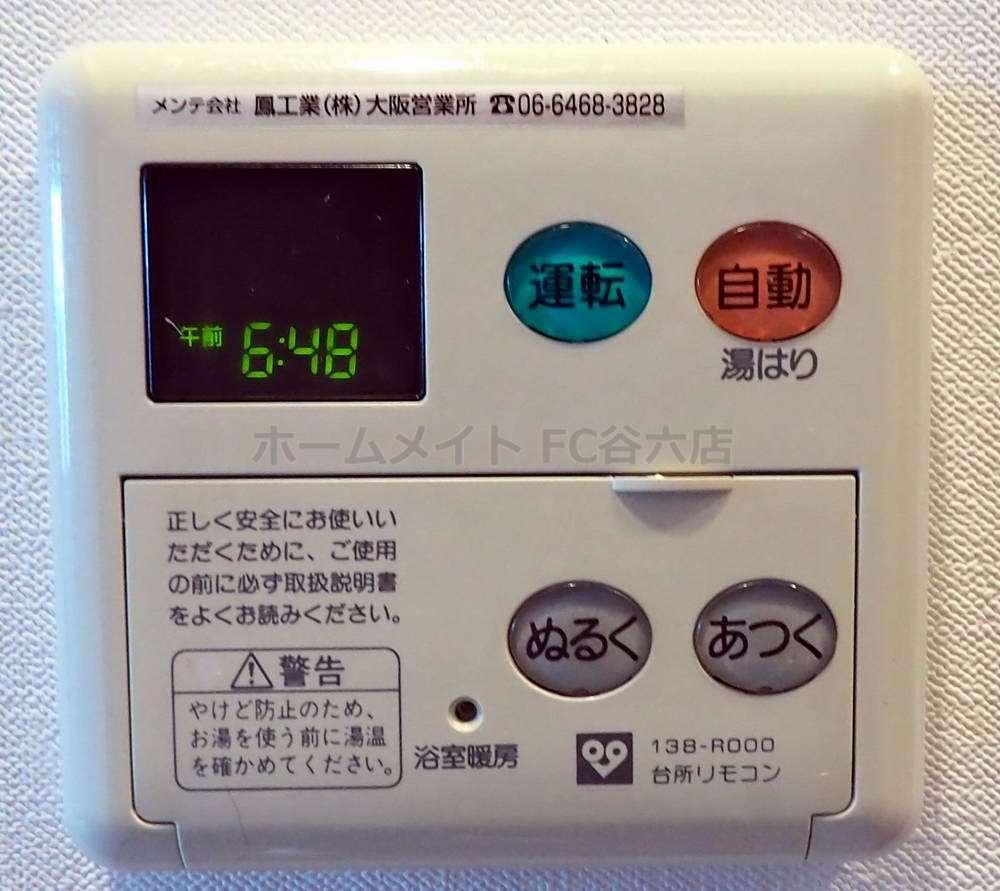 メンテ会社 鳳工業(株)大阪営業所 ☎06-6468-3828
午前 6:48
運転
自動
湯はり
ホームメイト FC谷六店
正しく安全にお使いい
ただくために、ご使用
の前に必ず取扱説明書
をよくお読みください。
⚠警告
やけど防止のため、
お湯を使う前に湯温
を確かめてください。
浴室暖房
ぬるく
あつく
138-R000
台所リモコン